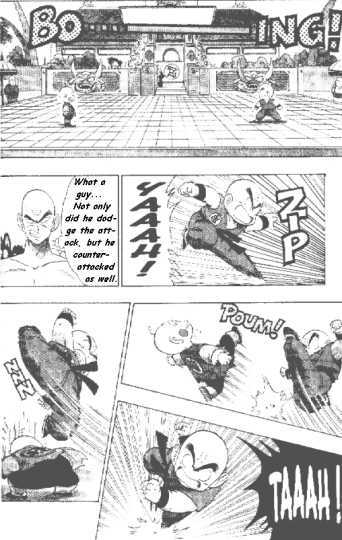 BO ING!
What a
guy...
Not only
did he dod-
ge the att-
ack, but he
counter-
attacked
as well.
YAAAH!
ZIP
ZZZ
POUM!
TAAAH!